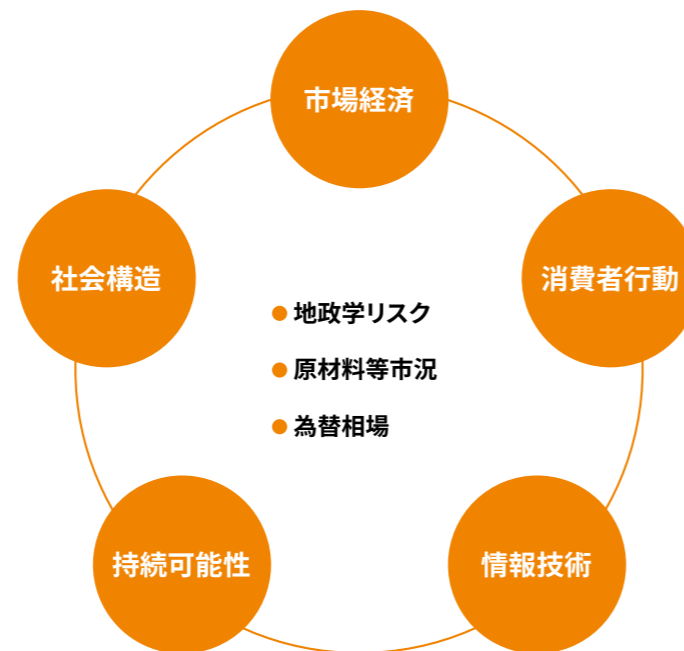 市場経済
社会構造
消費者行動
地政学リスク
原材料等市況
為替相場
持続可能性
情報技術